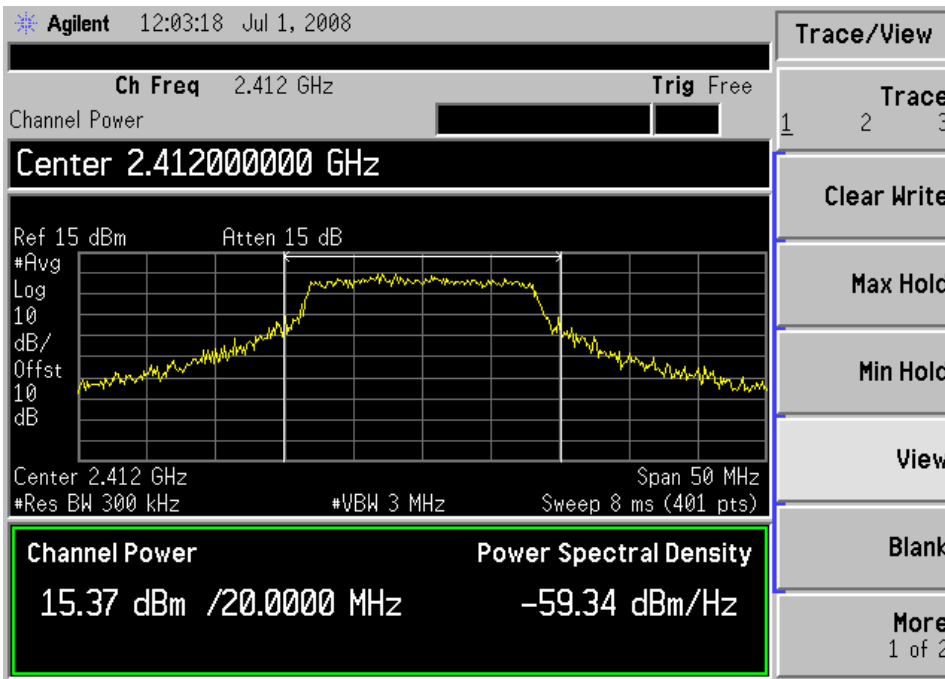 Agilent 12:03:18 Jul 1, 2008
Trace/View
Ch Freq 2.412 GHz Trig Free
Channel Power
Trace
1 2 3
Center 2.412000000 GHz
Clear Write
Ref 15 dBm Atten 15 dB
#Avg
Log
10
dB/
Offst
10
dB
Max Hold
Min Hold
Center 2.412 GHz Span 50 MHz
#Res BW 300 kHz #VBW 3 MHz Sweep 8 ms (401 pts)
View
Channel Power Power Spectral Density
15.37 dBm /20.0000 MHz -59.34 dBm/Hz
Blank
More
1 of 2